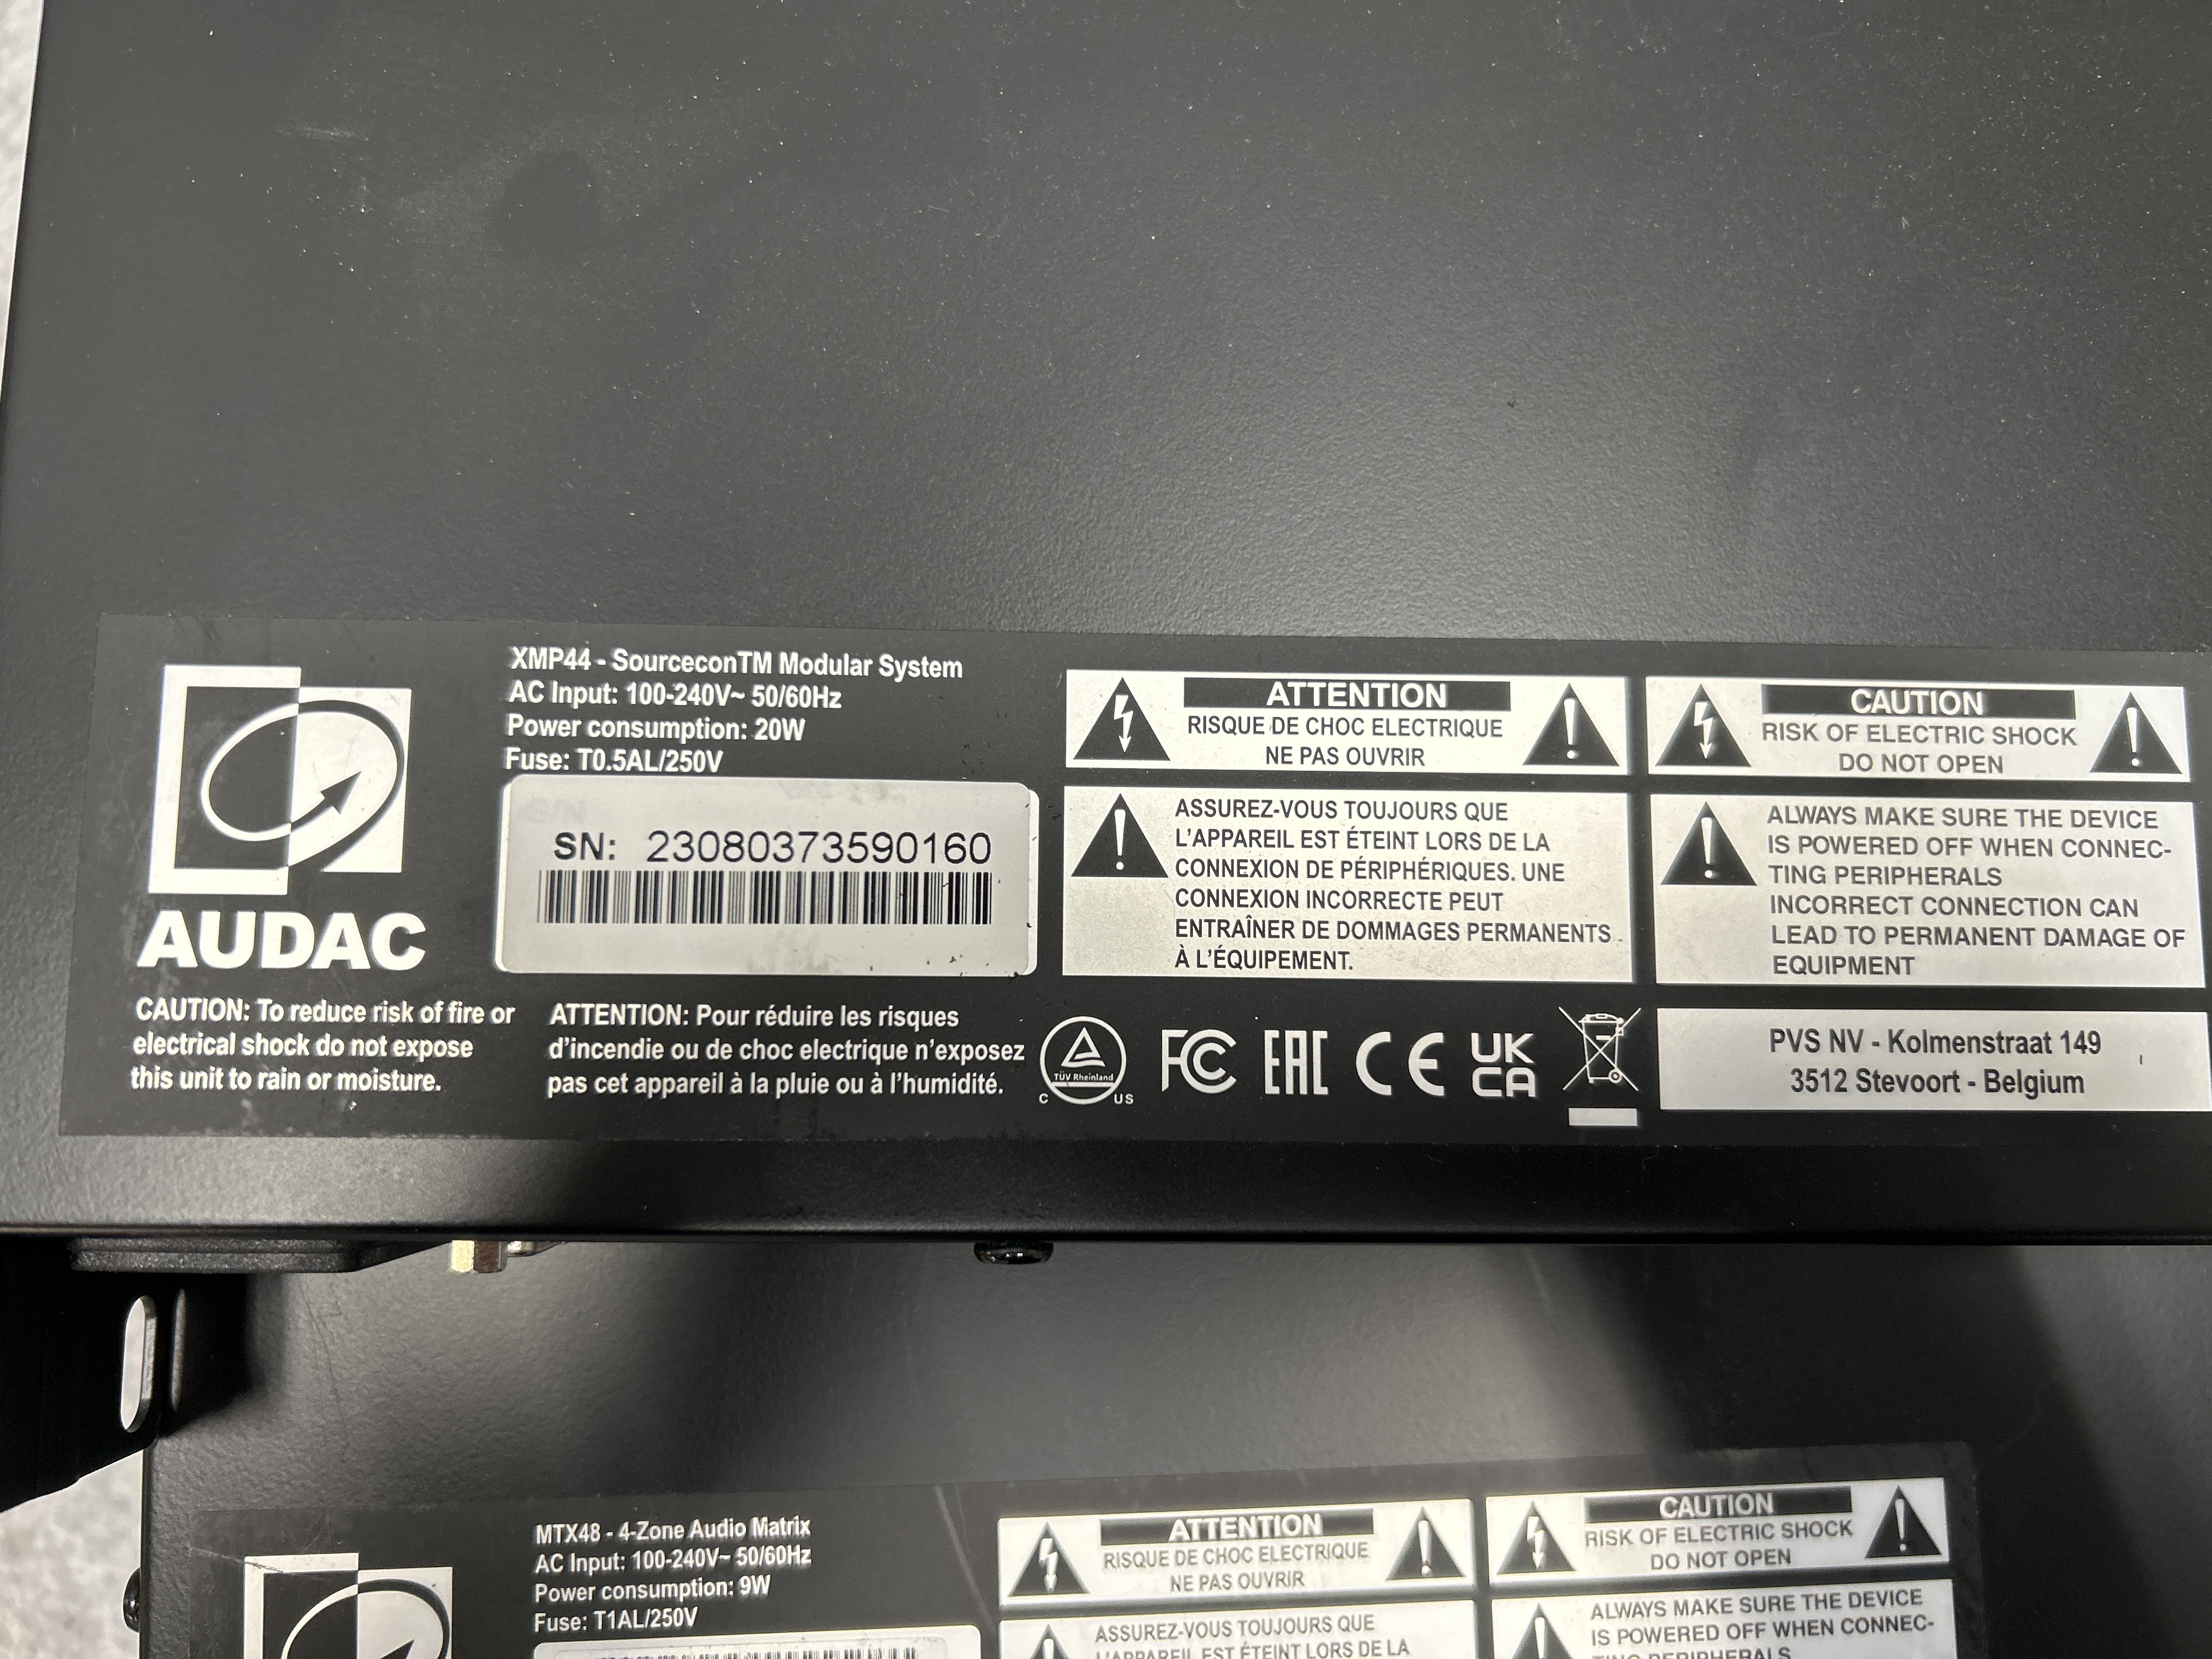 XMP44 - SourceconTM Modular System
AC Input: 100-240V~ 50/60Hz
Power consumption: 20W
Fuse: T0.5AL/250V
SN: 23080373590160
AUDAC
CAUTION: To reduce risk of fire or
electrical shock do not expose
this unit to rain or moisture.
ATTENTION: Pour réduire les risques
d'incendie ou de choc electrique n'exposez
pas cet appareil à la pluie ou à l'humidité.
ATTENTION
RISQUE DE CHOC ELECTRIQUE
NE PAS OUVRIR
ASSUREZ-VOUS TOUJOURS QUE
L'APPAREIL EST ÉTEINT LORS DE LA
CONNEXION DE PÉRIPHÉRIQUES. UNE
CONNEXION INCORRECTE PEUT
ENTRAÎNER DE DOMMAGES PERMANENTS
À L'ÉQUIPEMENT.
CAUTION
RISK OF ELECTRIC SHOCK
DO NOT OPEN
ALWAYS MAKE SURE THE DEVICE
IS POWERED OFF WHEN CONNEC-
TING PERIPHERALS
INCORRECT CONNECTION CAN
LEAD TO PERMANENT DAMAGE OF
EQUIPMENT
TÜV Rheinland
C US
FC
EAC
CE
UK
CA
PVS NV - Kolmenstraat 149
3512 Stevoort - Belgium
MTX48 - 4-Zone Audio Matrix
AC Input: 100-240V~ 50/60Hz
Power consumption: 9W
Fuse: T1AL/250V
ATTENTION
RISQUE DE CHOC ELECTRIQUE
NE PAS OUVRIR
ASSUREZ-VOUS TOUJOURS QUE
L'APPAREIL EST ÉTEINT LORS DE LA
CAUTION
RISK OF ELECTRIC SHOCK
DO NOT OPEN
ALWAYS MAKE SURE THE DEVICE
IS POWERED OFF WHEN CONNEC-
TING PERIPHERALS